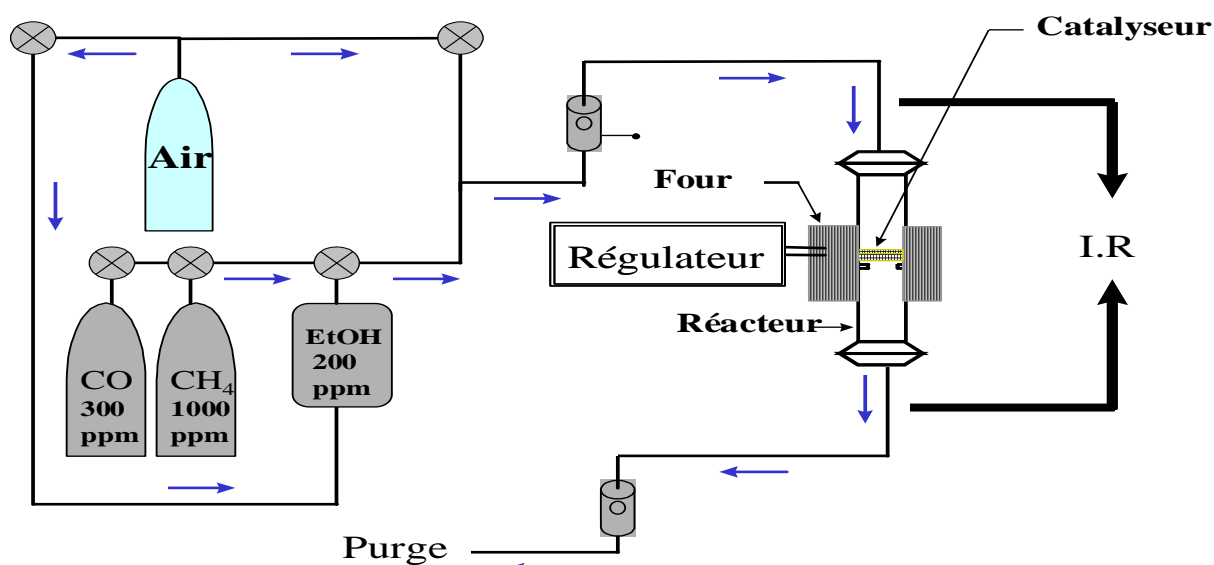 Catalyseur
Air
Four
Régulateur
I.R
Réacteur
EtOH
200
ppm
CO
300
ppm
CH₄
1000
ppm
Purge